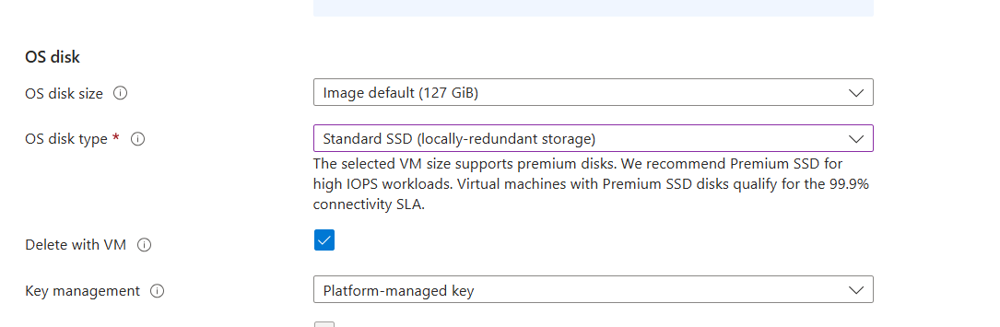 OS disk
OS disk size
Image default (127 GiB)
OS disk type *
Standard SSD (locally-redundant storage)
The selected VM size supports premium disks. We recommend Premium SSD for
high IOPS workloads. Virtual machines with Premium SSD disks qualify for the 99.9%
connectivity SLA.
Delete with VM
Key management
Platform-managed key